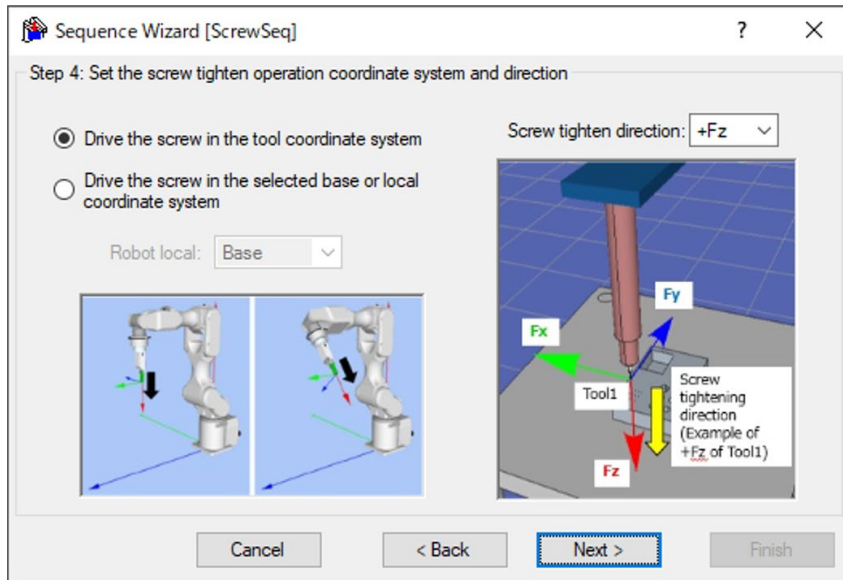 Sequence Wizard [ScrewSeq]
?
Step 4: Set the screw tighten operation coordinate system and direction
Drive the screw in the tool coordinate system
Drive the screw in the selected base or local
coordinate system
Robot local:
Base
Screw tighten direction:
+Fz
Fy
Fx
Tool1
Fz
Screw
tightening
direction
(Example of
+Fz of Tool1)
Cancel
< Back
Next >
Finish